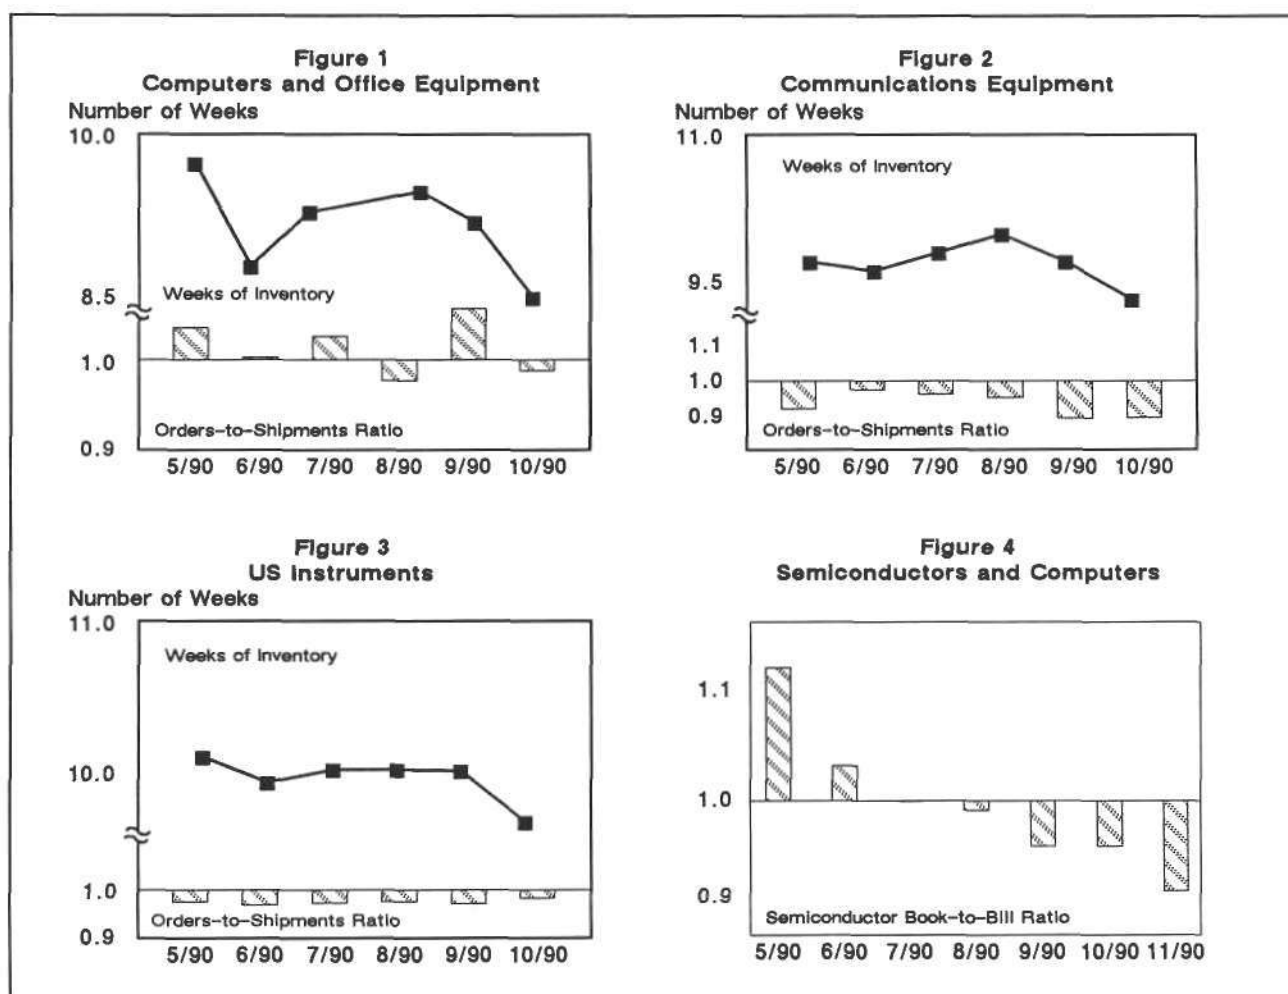 Figure 1
Computers and Office Equipment
Number of Weeks
10.0
Weeks of Inventory
8.5
1.0
Orders-to-Shipments Ratio
0.9
5/90 6/90 7/90 8/90 9/90 10/90
Figure 2
Communications Equipment
Number of Weeks
11.0
Weeks of Inventory
9.5
1.1
1.0
0.9
Orders-to-Shipments Ratio
5/90 6/90 7/90 8/90 9/90 10/90
Figure 3
US Instruments
Number of Weeks
11.0
Weeks of Inventory
10.0
1.0
Orders-to-Shipments Ratio
0.9
5/90 6/90 7/90 8/90 9/90 10/90
Figure 4
Semiconductors and Computers
1.1
1.0
0.9
Semiconductor Book-to-Bill Ratio
5/90 6/90 7/90 8/90 9/90 10/90 11/90